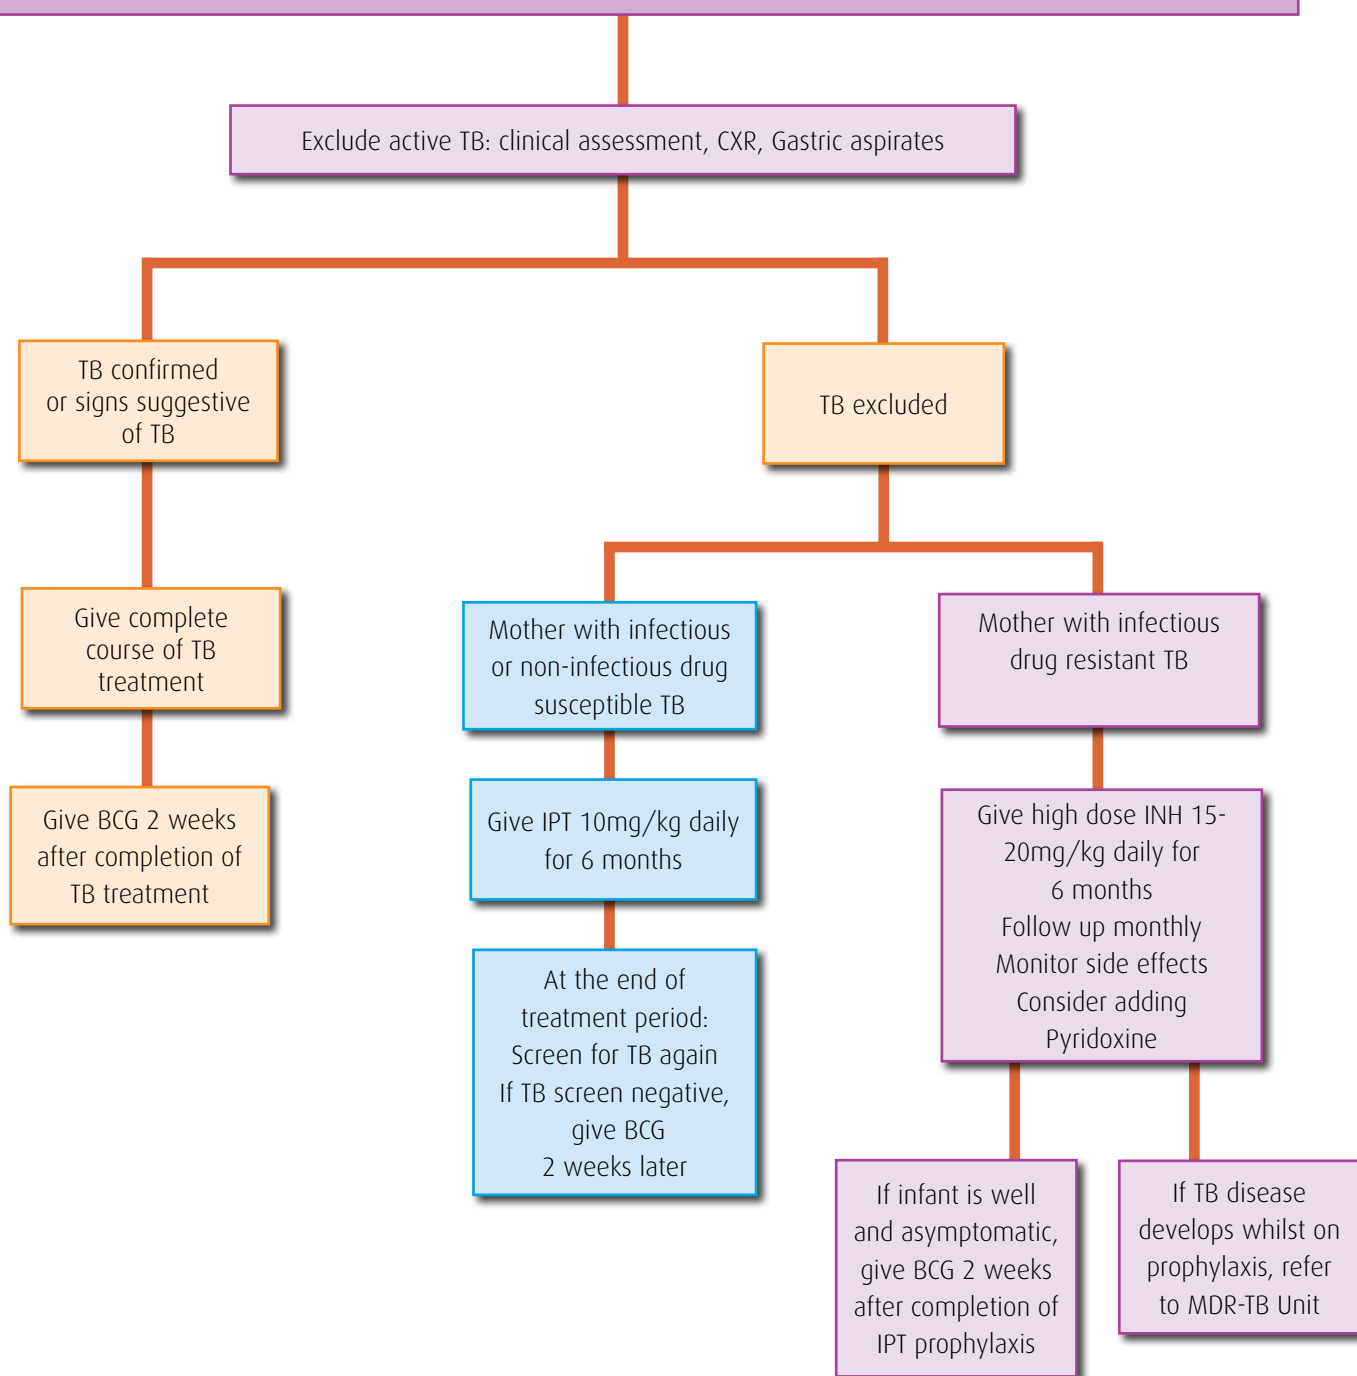 Exclude active TB: clinical assessment, CXR, Gastric aspirates
TB confirmed
or signs suggestive
of TB
TB excluded
Give complete
course of TB
treatment
Give BCG 2 weeks
after completion of
TB treatment
Mother with infectious
or non-infectious drug
susceptible TB
Give IPT 10mg/kg daily
for 6 months
At the end of
treatment period:
Screen for TB again
If TB screen negative,
give BCG
2 weeks later
Mother with infectious
drug resistant TB
Give high dose INH 15-
20mg/kg daily for
6 months
Follow up monthly
Monitor side effects
Consider adding
Pyridoxine
If infant is well
and asymptomatic,
give BCG 2 weeks
after completion of
IPT prophylaxis
If TB disease
develops whilst on
prophylaxis, refer
to MDR-TB Unit